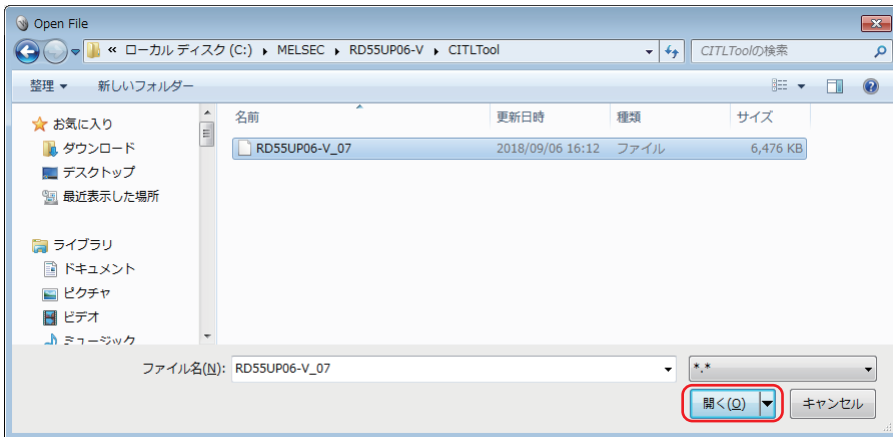 Open File
« ローカル ディスク (C:) ▸ MELSEC ▸ RD55UP06-V ▸ CITLTool
CITLToolの検索
整理 ▼ 新しいフォルダー
お気に入り
ダウンロード
デスクトップ
最近表示した場所
ライブラリ
ドキュメント
ピクチャ
ビデオ
ミュージック
名前 更新日時 種類 サイズ
RD55UP06-V_07 2018/09/06 16:12 ファイル 6,476 KB
ファイル名(N): RD55UP06-V_07
*.*
開く(O) キャンセル